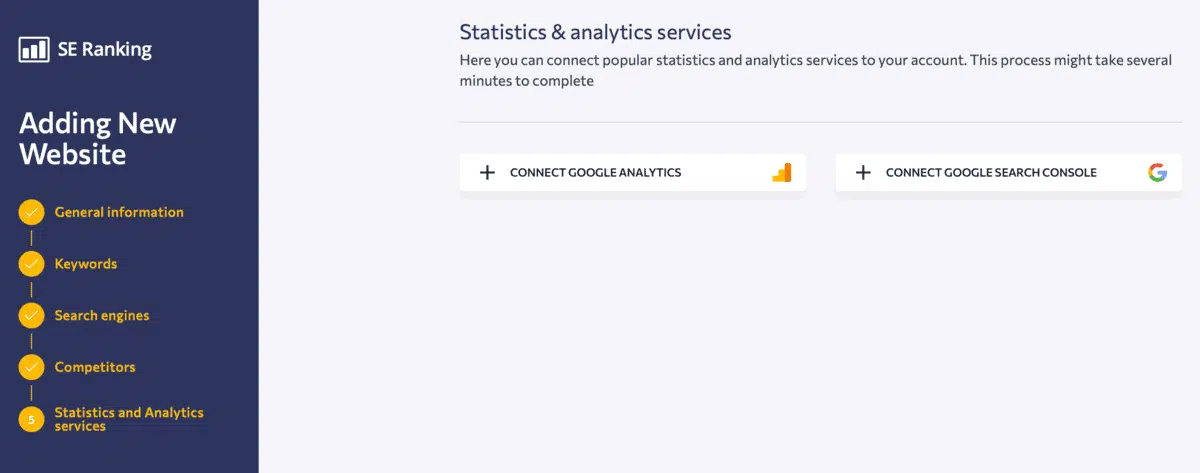 SE Ranking
Adding New
Website
General information
Keywords
Search engines
Competitors
5
Statistics and Analytics
services
Statistics & analytics services
Here you can connect popular statistics and analytics services to your account. This process might take several
minutes to complete
CONNECT GOOGLE ANALYTICS
CONNECT GOOGLE SEARCH CONSOLE